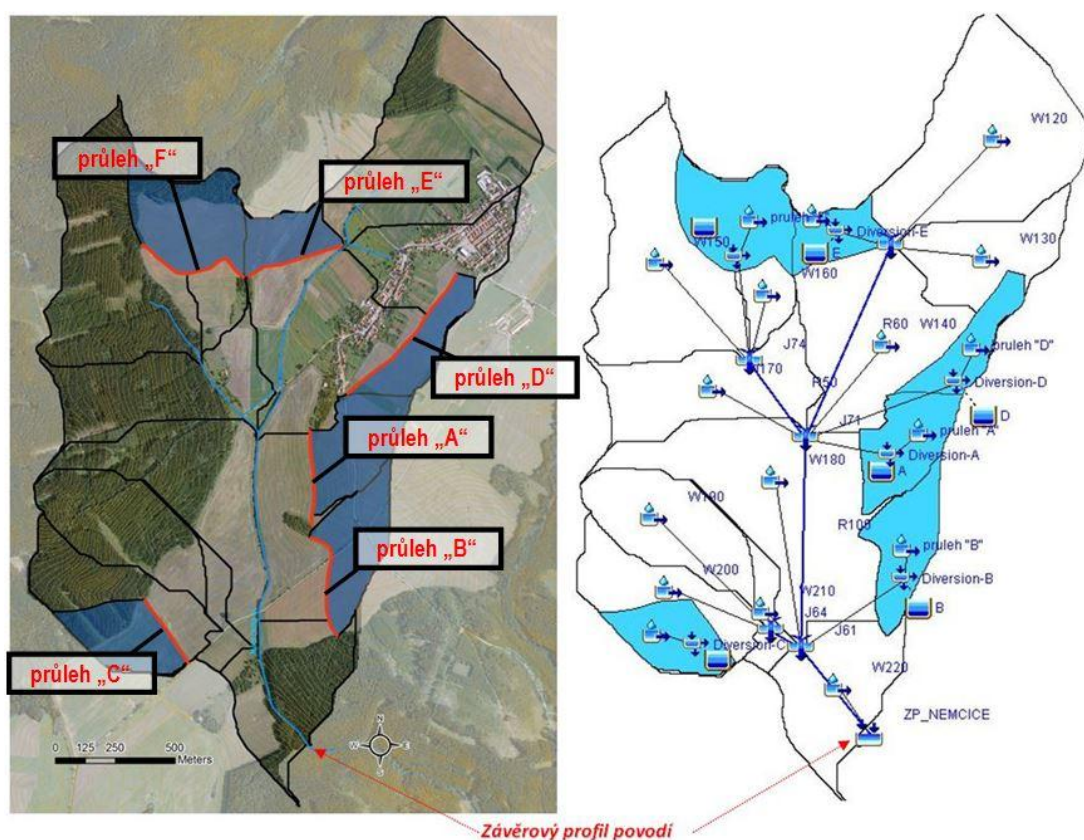 průleh „F“
průleh „E“
průleh „D“
průleh „A“
průleh „B“
průleh „C“
0 125 250 500
Meters
N
W E
S
W120
W150
Diversion-E
E
W160
W130
R60
W140
J74
pruleh "D"
W170
R50
Diversion-D
J71
D
pruleh "A"
W180
Diversion-A
A
W190
R100
pruleh "B"
W200
Diversion-B
W210
B
J64
J61
Diversion-C
W220
ZP_NEMCICE
Závěrový profil povodí